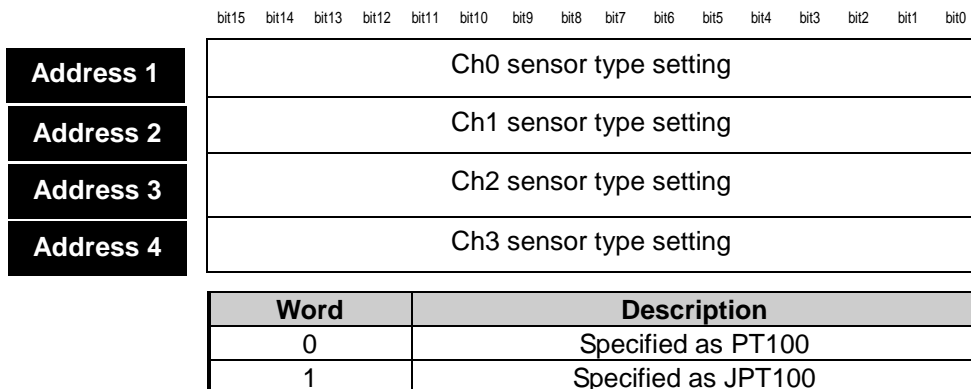 bit15 bit14 bit13 bit12 bit11 bit10 bit9 bit8 bit7 bit6 bit5 bit4 bit3 bit2 bit1 bit0
Address 1 Ch0 sensor type setting
Address 2 Ch1 sensor type setting
Address 3 Ch2 sensor type setting
Address 4 Ch3 sensor type setting
Word Description
0 Specified as PT100
1 Specified as JPT100